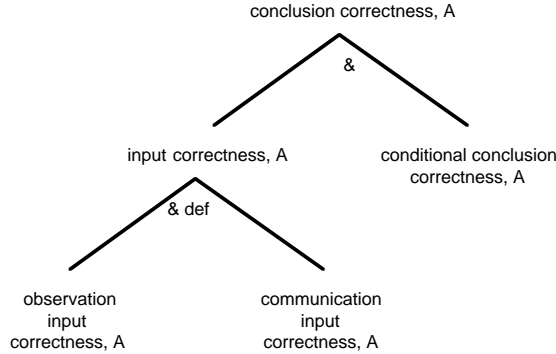 conclusion correctness, A
&
input correctness, A
conditional conclusion
correctness, A
& def
observation
input
correctness, A
communication
input
correctness, A